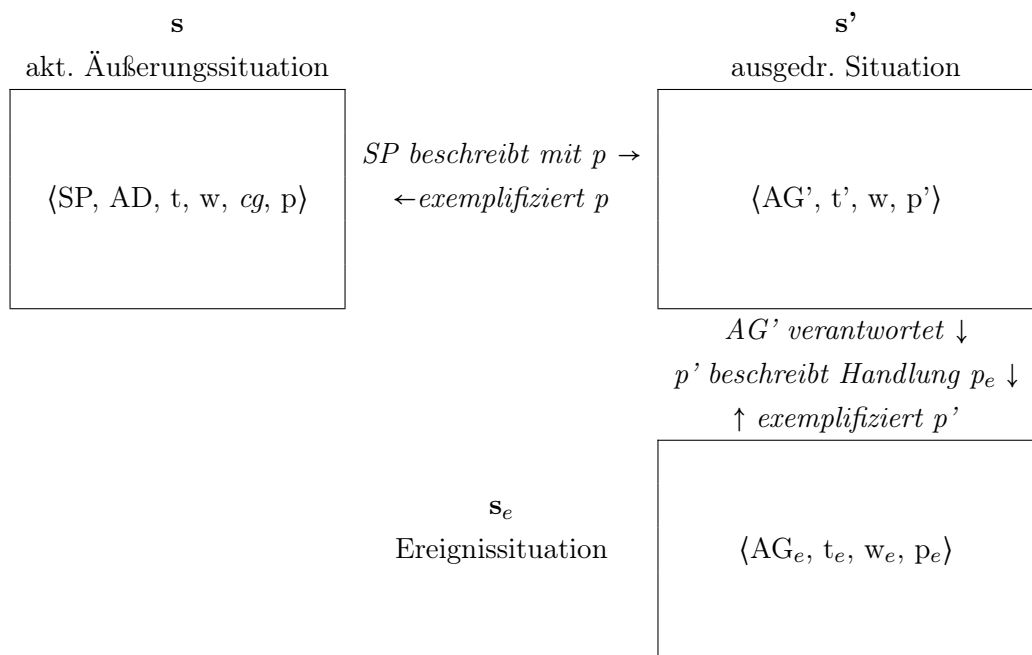 s
akt. Äußerungssituation
s’
ausgedr. Situation
⟨SP, AD, t, w, cg, p⟩
SP beschreibt mit p →
←exemplifiziert p
⟨AG’, t’, w, p’⟩
AG’ verantwortet ↓
p’ beschreibt Handlung pₑ ↓
↑ exemplifiziert p’
sₑ
Ereignissituation
⟨AGₑ, tₑ, wₑ, pₑ⟩